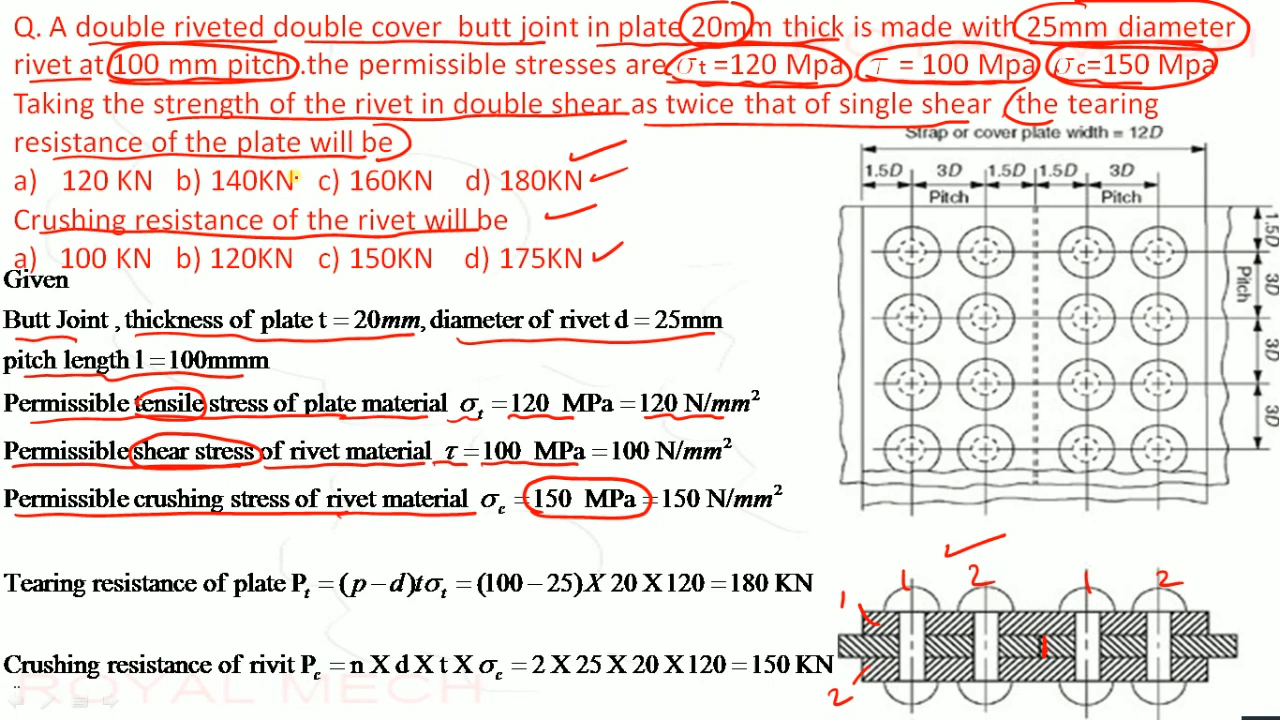 Q. A double riveted double cover butt joint in plate 20mm thick is made with 25mm diameter
rivet at 100 mm pitch .the permissible stresses are σt =120 Mpa , τ = 100 Mpa σc=150 Mpa
Taking the strength of the rivet in double shear as twice that of single shear ,the tearing
resistance of the plate will be
a) 120 KN b) 140KN c) 160KN d) 180KN
Crushing resistance of the rivet will be
a) 100 KN b) 120KN c) 150KN d) 175KN
Given
Butt Joint , thickness of plate t = 20mm, diameter of rivet d = 25mm
pitch length l = 100mmm
Permissible tensile stress of plate material σt = 120 MPa = 120 N/mm²
Permissible shear stress of rivet material τ = 100 MPa = 100 N/mm²
Permissible crushing stress of rivet material σc = 150 MPa = 150 N/mm²
Tearing resistance of plate Pt = (p − d)tσt = (100 − 25) X 20 X 120 = 180 KN
Crushing resistance of rivit Pc = n X d X t X σc = 2 X 25 X 20 X 120 = 150 KN
Strap or cover plate width = 12D
1.5D 3D 1.5D 1.5D 3D
Pitch Pitch
1.5D
3D
Pitch
3D
3D
1 2 1 2
1
2
ROYAL MECH